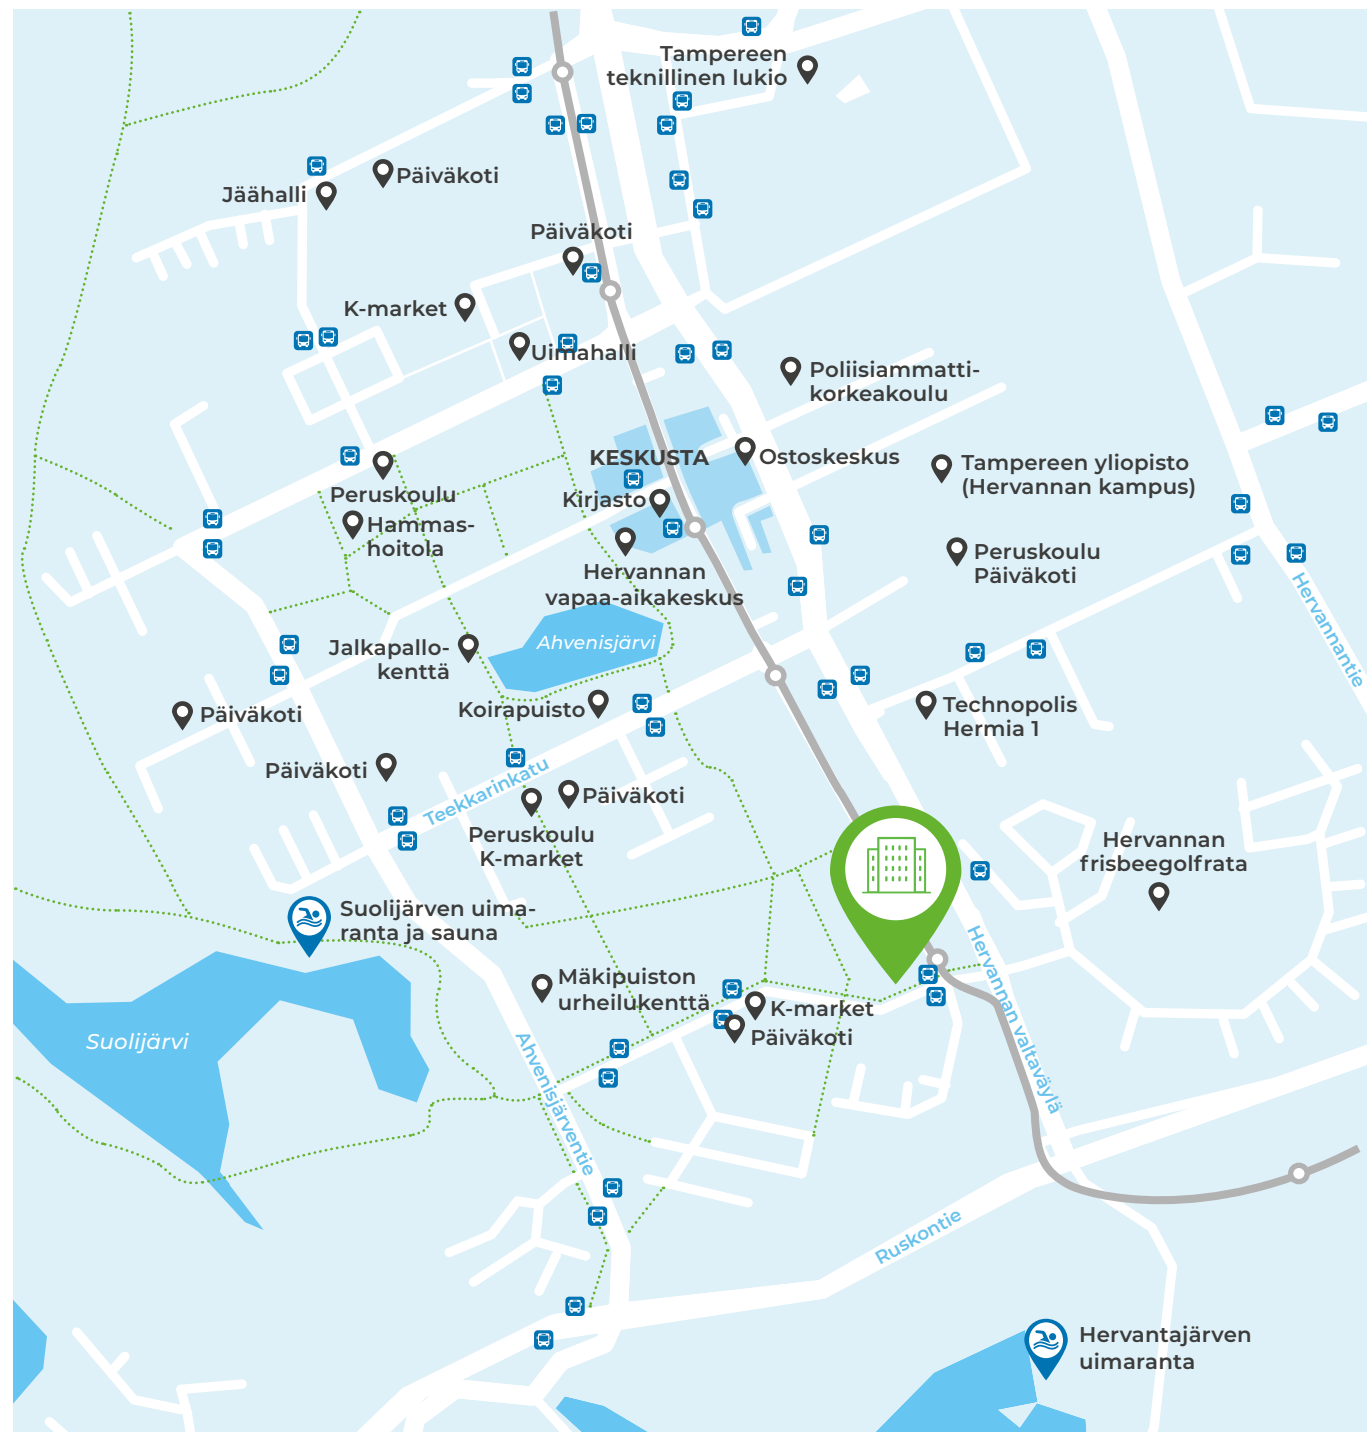 Tampereen
teknillinen lukio
Päiväkoti
Jäähalli
Päiväkoti
K-market
Uimahalli
Poliisiammatti-
korkeakoulu
KESKUSTA
Ostoskeskus
Tampereen yliopisto
(Hervannan kampus)
Peruskoulu
Kirjasto
Hammas-
hoitola
Peruskoulu
Päiväkoti
Hervannan
vapaa-aikakeskus
Hervannantie
Ahvenisjärvi
Jalkapallo-
kenttä
Koirapuisto
Päiväkoti
Technopolis
Hermia 1
Päiväkoti
Teekkarinkatu
Päiväkoti
Peruskoulu
K-market
Hervannan
frisbeegolfrata
Suolijärven uima-
ranta ja sauna
Mäkipuiston
urheilukenttä
K-market
Päiväkoti
Hervannan valtaväylä
Suolijärvi
Ahvenisjärventie
Ruskontie
Hervantajärven
uimaranta